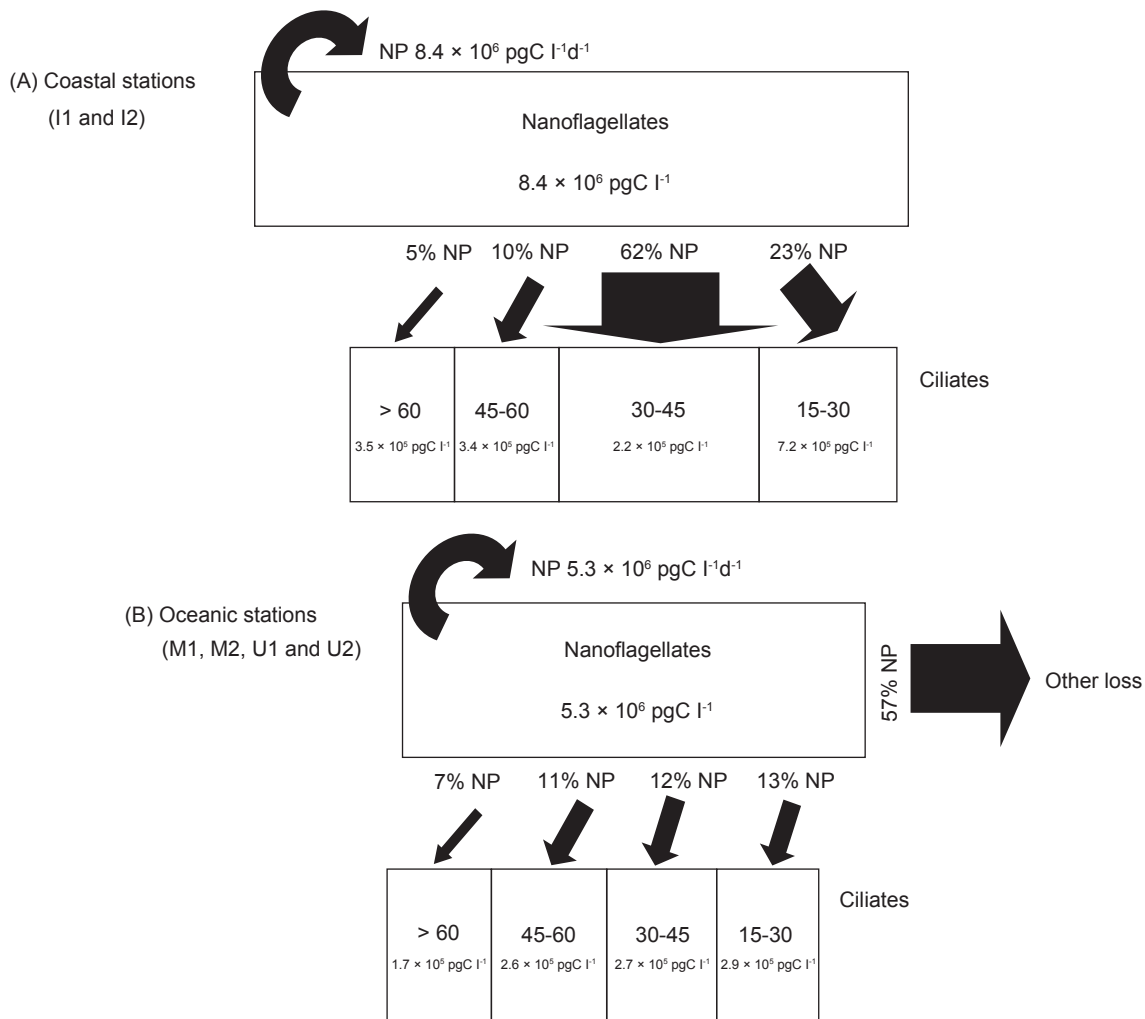 NP 8.4 × 10⁶ pgC l⁻¹d⁻¹
(A) Coastal stations
(I1 and I2)
Nanoflagellates
8.4 × 10⁶ pgC l⁻¹
5% NP 10% NP 62% NP 23% NP
Ciliates
> 60 45-60 30-45 15-30
3.5 × 10⁵ pgC l⁻¹ 3.4 × 10⁵ pgC l⁻¹ 2.2 × 10⁵ pgC l⁻¹ 7.2 × 10⁵ pgC l⁻¹
NP 5.3 × 10⁶ pgC l⁻¹d⁻¹
(B) Oceanic stations
(M1, M2, U1 and U2)
Nanoflagellates
5.3 × 10⁶ pgC l⁻¹
57% NP
Other loss
7% NP 11% NP 12% NP 13% NP
Ciliates
> 60 45-60 30-45 15-30
1.7 × 10⁵ pgC l⁻¹ 2.6 × 10⁵ pgC l⁻¹ 2.7 × 10⁵ pgC l⁻¹ 2.9 × 10⁵ pgC l⁻¹